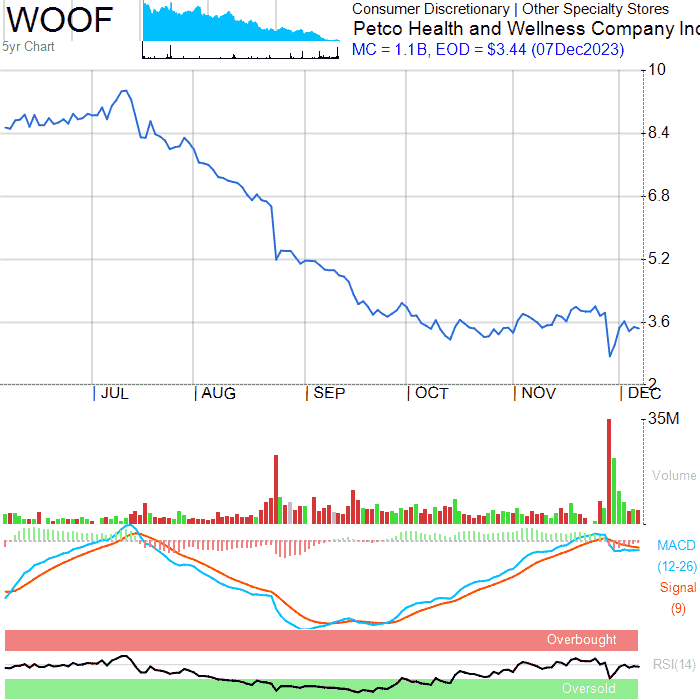 WOOF
5yr Chart
Consumer Discretionary | Other Specialty Stores
Petco Health and Wellness Company Inc
MC = 1.1B, EOD = $3.44 (07Dec2023)
10
8.4
6.8
5.2
3.6
2
JUL AUG SEP OCT NOV DEC
35M
Volume
MACD
(12-26)
Signal
(9)
Overbought
RSI(14)
Oversold